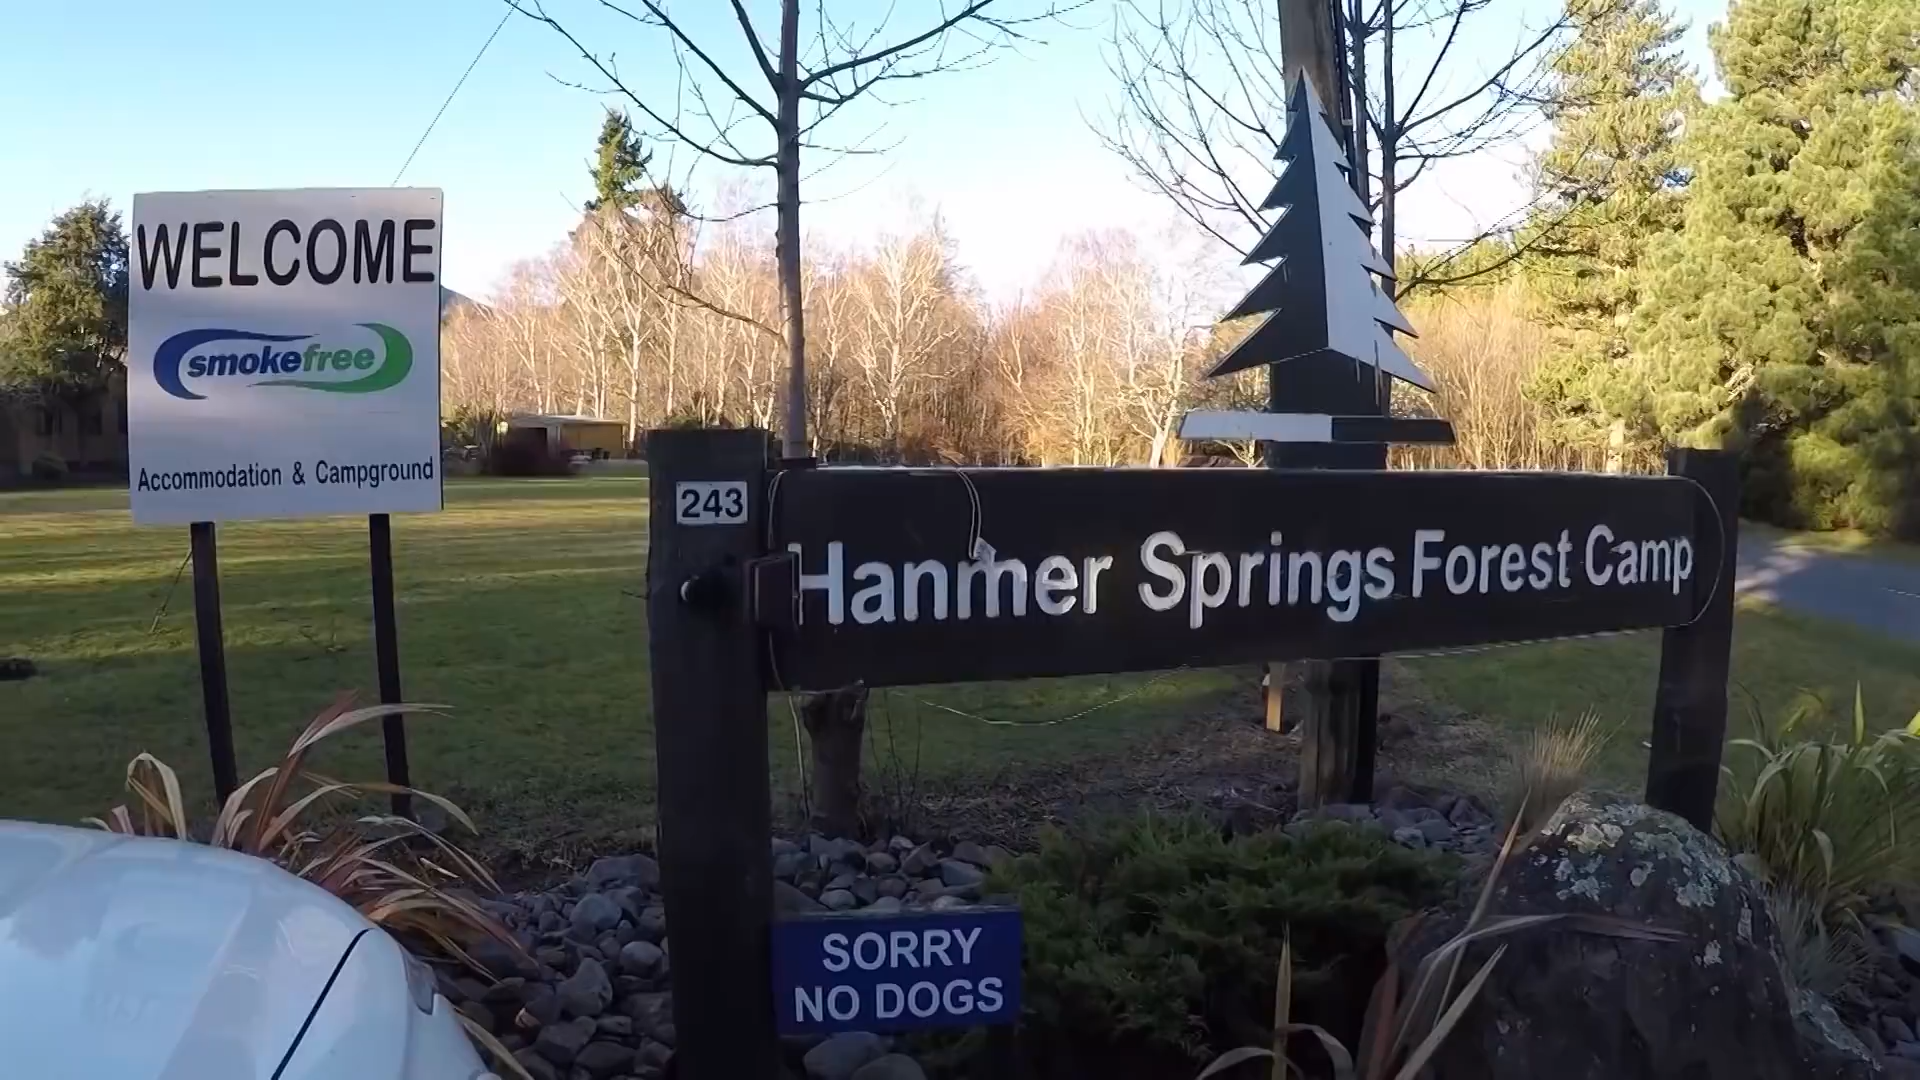 WELCOME
smokefree
Accommodation & Campground
243
Hanmer Springs Forest Camp
SORRY
NO DOGS